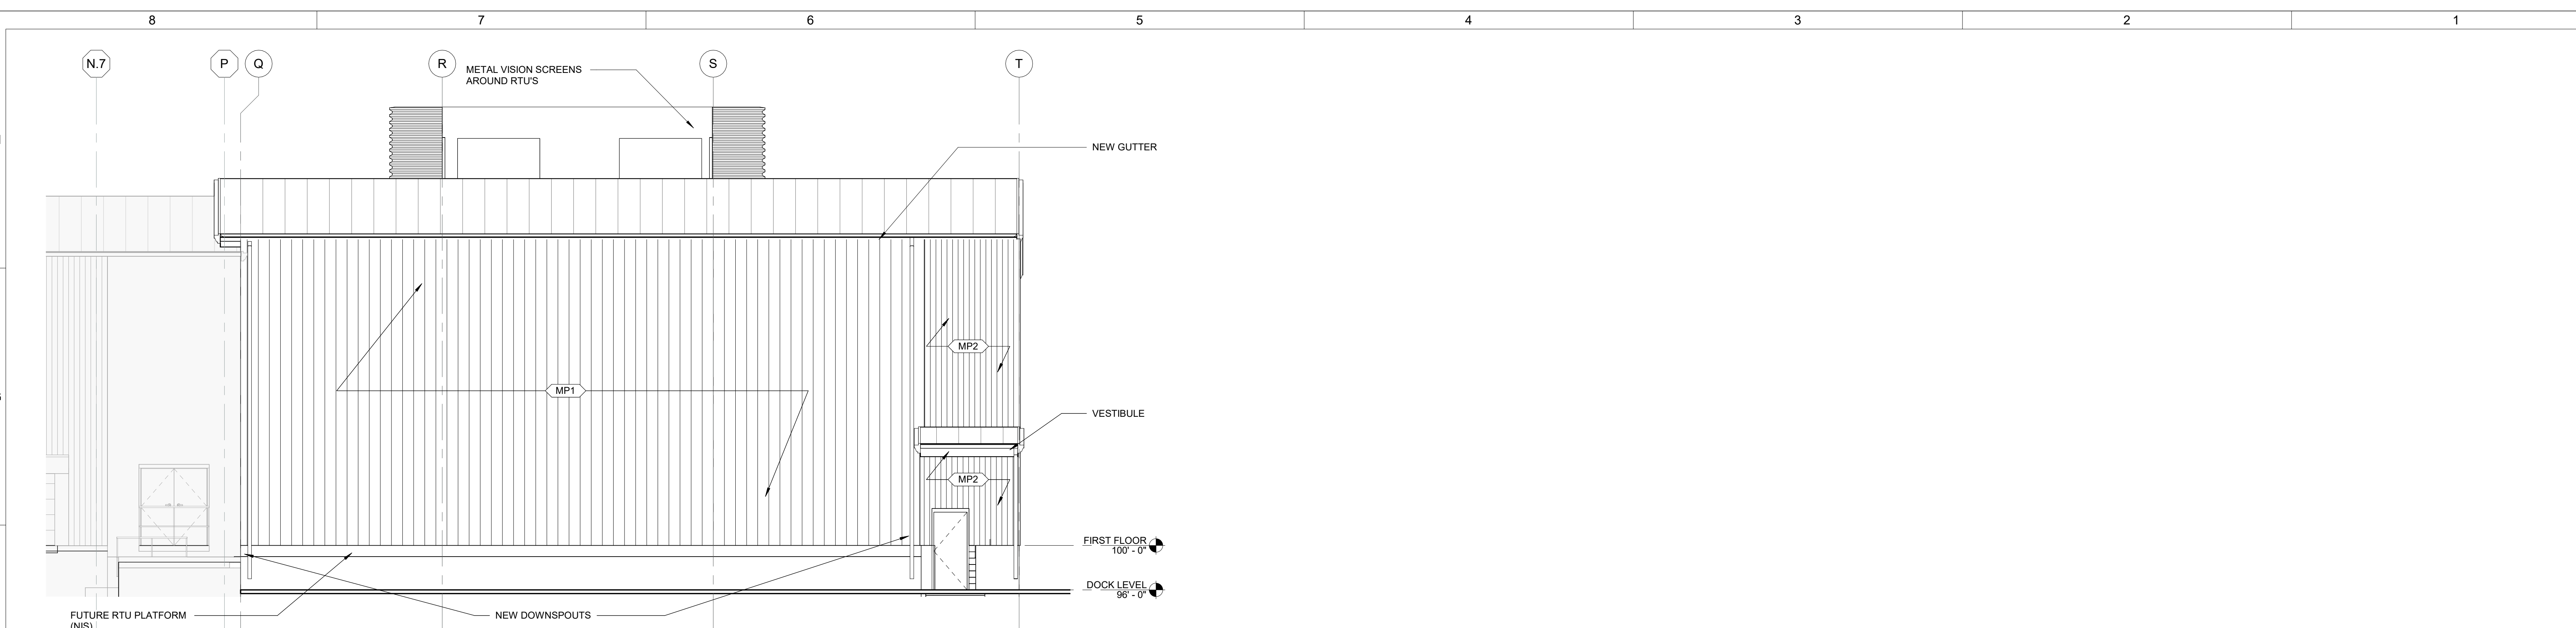 8 7 6 5 4 3 2 1
N.7 P Q R S T
METAL VISION SCREENS
AROUND RTU'S
NEW GUTTER
MP2
MP1
VESTIBULE
MP2
FIRST FLOOR
100' - 0"
DOCK LEVEL
96' - 0"
FUTURE RTU PLATFORM
(NIS)
NEW DOWNSPOUTS